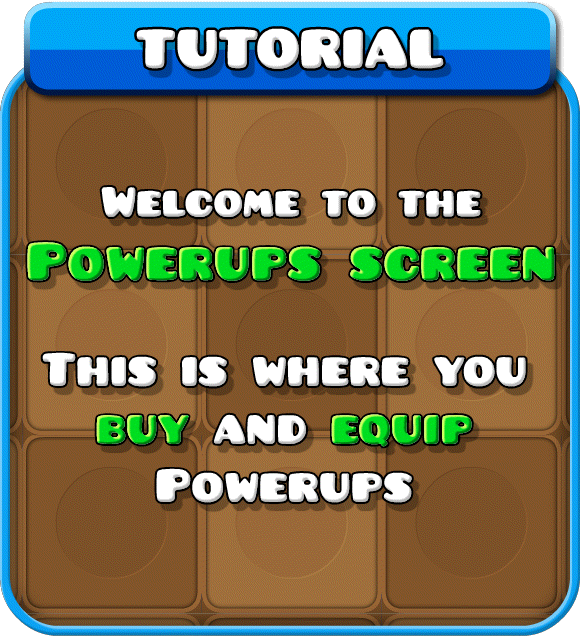 TUTORIAL
Welcome to the
Powerups screen
This is where you
buy and equip
Powerups